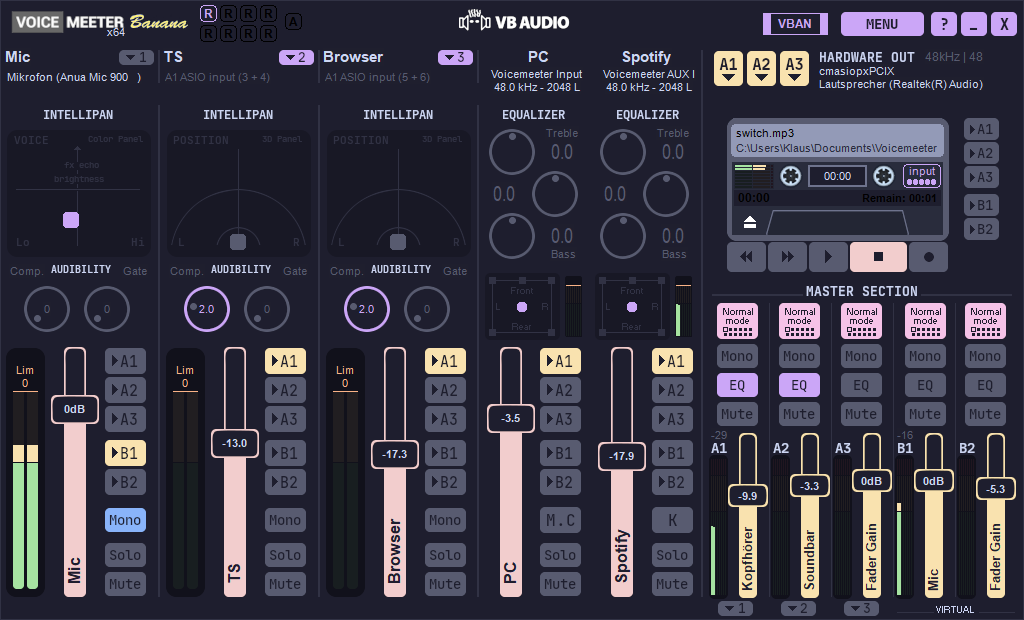 VOICE MEETER Banana
x64
R R R R
R R R R
A
VB AUDIO
VBAN
MENU
?
_
X
Mic
1
Mikrofon (Anua Mic 900 )
TS
2
A1 ASIO input (3 + 4)
Browser
3
A1 ASIO input (5 + 6)
PC
Voicemeeter Input
48.0 kHz - 2048 L
Spotify
Voicemeeter AUX I
48.0 kHz - 2048 L
A1 A2 A3
HARDWARE OUT 48kHz | 48
cmasiopxPCIX
Lautsprecher (Realtek(R) Audio)
INTELLIPAN
VOICE Color Panel
fx echo
brightness
Lo Hi
Comp. AUDIBILITY Gate
0 0
INTELLIPAN
POSITION 3D Panel
L R
Comp. AUDIBILITY Gate
2.0 0
INTELLIPAN
POSITION 3D Panel
L R
Comp. AUDIBILITY Gate
2.0 0
EQUALIZER
Treble
0.0
0.0
0.0
Bass
Front
L R
Rear
EQUALIZER
Treble
0.0
0.0
0.0
Bass
Front
L R
Rear
switch.mp3
C:\Users\Klaus\Documents\Voicemeeter
00:00
input
00:00 Remain: 00:01
A1
A2
A3
B1
B2
Lim
0
0dB
Mic
A1
A2
A3
B1
B2
Mono
Solo
Mute
Lim
0
-13.0
TS
A1
A2
A3
B1
B2
Mono
Solo
Mute
Lim
0
-17.3
Browser
A1
A2
A3
B1
B2
Mono
Solo
Mute
-3.5
PC
A1
A2
A3
B1
B2
M.C
Solo
Mute
-17.9
Spotify
A1
A2
A3
B1
B2
K
Solo
Mute
MASTER SECTION
Normal mode
Mono
EQ
Mute
-29
A1
-9.9
Kopfhörer
1
Normal mode
Mono
EQ
Mute
A2
-3.3
Soundbar
2
Normal mode
Mono
EQ
Mute
A3
0dB
Fader Gain
3
Normal mode
Mono
EQ
Mute
-16
B1
0dB
Mic
Normal mode
Mono
EQ
Mute
B2
-5.3
Fader Gain
VIRTUAL